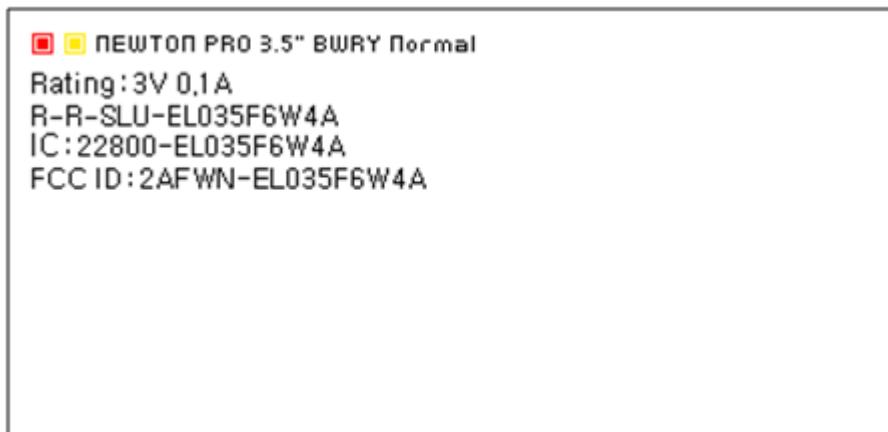 NEWTON PRO 3.5" BWRY Normal
Rating:3V 0.1A
R-R-SLU-EL035F6W4A
IC:22800-EL035F6W4A
FCC ID:2AFWN-EL035F6W4A